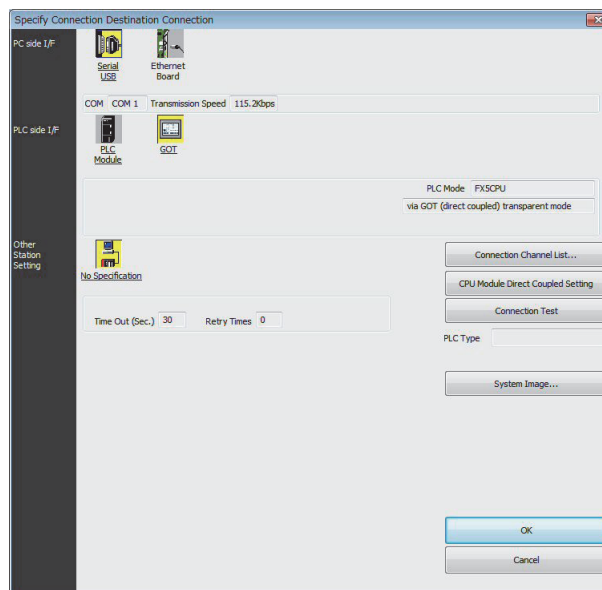 Specify Connection Destination Connection
PC side I/F
Serial
USB
Ethernet
Board
COM COM 1 Transmission Speed 115.2Kbps
PLC side I/F
PLC
Module
GOT
PLC Mode FX5CPU
via GOT (direct coupled) transparent mode
Other
Station
Setting
No Specification
Connection Channel List...
CPU Module Direct Coupled Setting
Time Out (Sec.) 30 Retry Times 0
Connection Test
PLC Type
System Image...
OK
Cancel